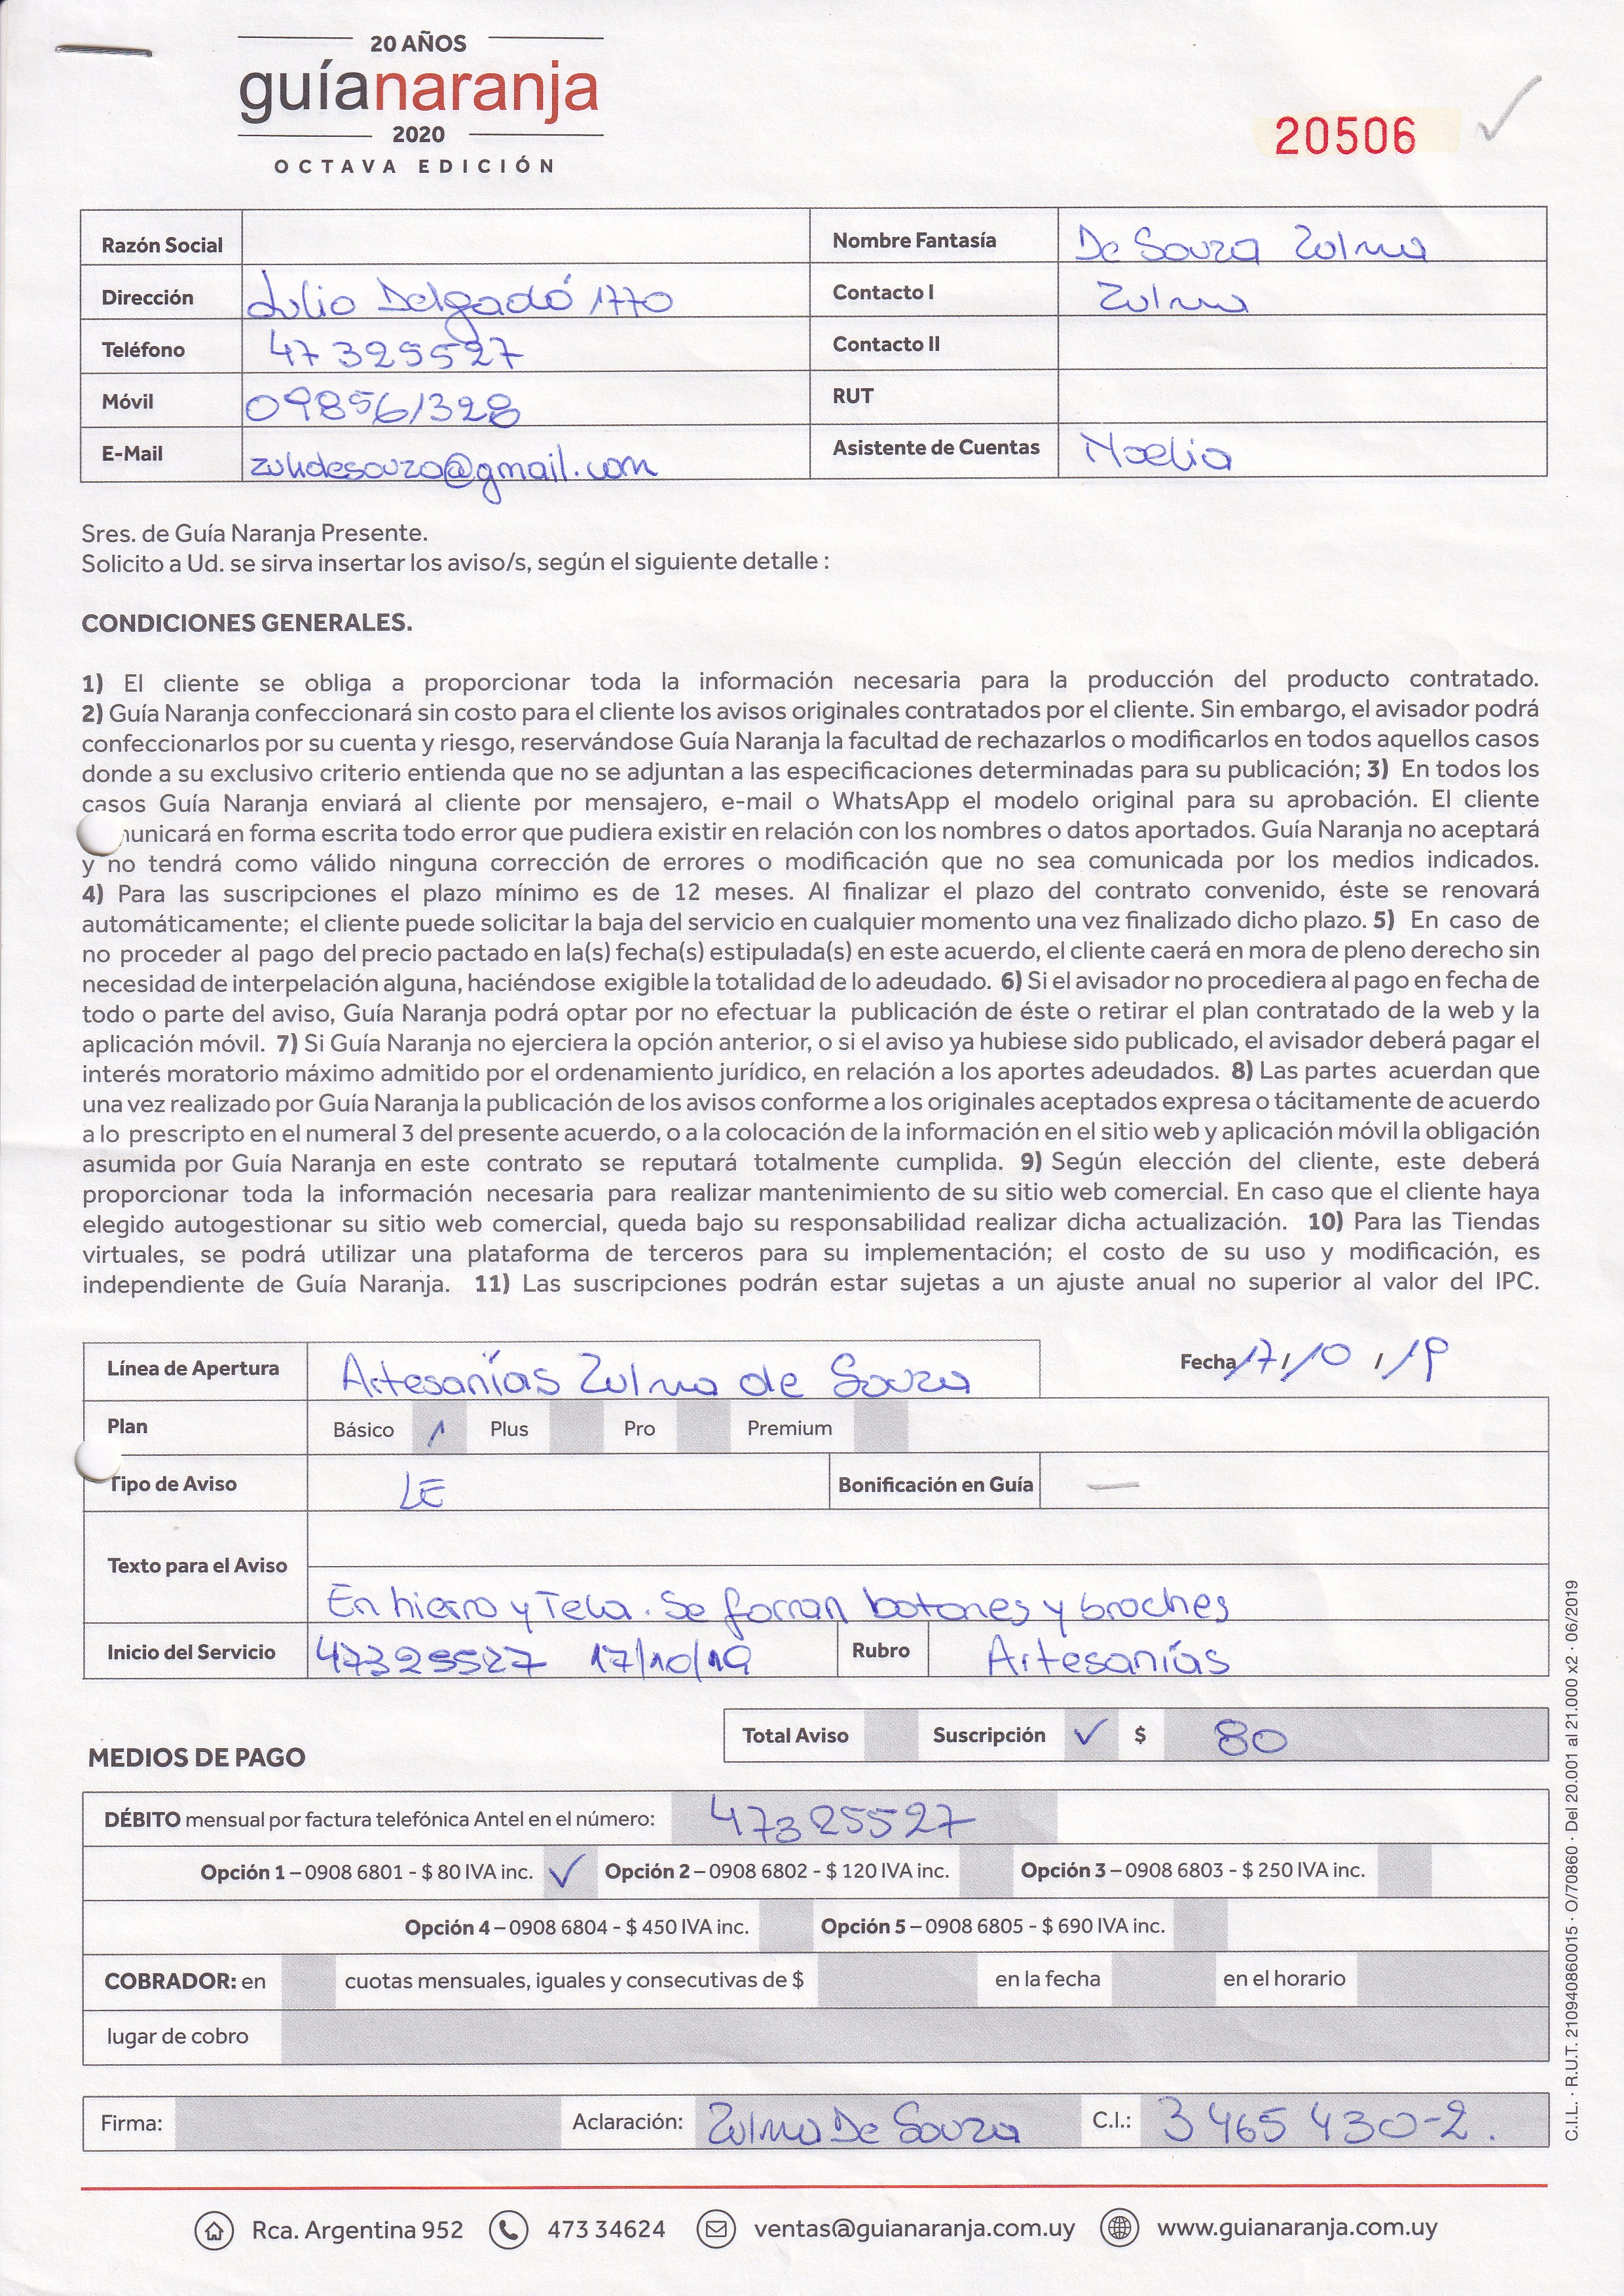 20 AÑOS
guíanaranja
2020
OCTAVA EDICIÓN
20506
Razón Social
Nombre Fantasía De Souza Zulma
Dirección Julio Delgado 1770
Contacto I Zulma
Teléfono 47325527
Contacto II
Móvil 098561328
RUT
E-Mail
Asistente de Cuentas Noelia
Sres. de Guía Naranja Presente.
Solicito a Ud. se sirva insertar los aviso/s, según el siguiente detalle :
CONDICIONES GENERALES.
1) El cliente se obliga a proporcionar toda la información necesaria para la producción del producto contratado.
2) Guía Naranja confeccionará sin costo para el cliente los avisos originales contratados por el cliente. Sin embargo, el avisador podrá
confeccionarlos por su cuenta y riesgo, reservándose Guía Naranja la facultad de rechazarlos o modificarlos en todos aquellos casos
donde a su exclusivo criterio entienda que no se adjuntan a las especificaciones determinadas para su publicación; 3) En todos los
casos Guía Naranja enviará al cliente por mensajero, e-mail o WhatsApp el modelo original para su aprobación. El cliente
municará en forma escrita todo error que pudiera existir en relación con los nombres o datos aportados. Guía Naranja no aceptará
y no tendrá como válido ninguna corrección de errores o modificación que no sea comunicada por los medios indicados.
4) Para las suscripciones el plazo mínimo es de 12 meses. Al finalizar el plazo del contrato convenido, éste se renovará
automáticamente; el cliente puede solicitar la baja del servicio en cualquier momento una vez finalizado dicho plazo. 5) En caso de
no proceder al pago del precio pactado en la(s) fecha(s) estipulada(s) en este acuerdo, el cliente caerá en mora de pleno derecho sin
necesidad de interpelación alguna, haciéndose exigible la totalidad de lo adeudado. 6) Si el avisador no procediera al pago en fecha de
todo o parte del aviso, Guía Naranja podrá optar por no efectuar la publicación de éste o retirar el plan contratado de la web y la
aplicación móvil. 7) Si Guía Naranja no ejerciera la opción anterior, o si el aviso ya hubiese sido publicado, el avisador deberá pagar el
interés moratorio máximo admitido por el ordenamiento jurídico, en relación a los aportes adeudados. 8) Las partes acuerdan que
una vez realizado por Guía Naranja la publicación de los avisos conforme a los originales aceptados expresa o tácitamente de acuerdo
a lo prescripto en el numeral 3 del presente acuerdo, o a la colocación de la información en el sitio web y aplicación móvil la obligación
asumida por Guía Naranja en este contrato se reputará totalmente cumplida. 9) Según elección del cliente, este deberá
proporcionar toda la información necesaria para realizar mantenimiento de su sitio web comercial. En caso que el cliente haya
elegido autogestionar su sitio web comercial, queda bajo su responsabilidad realizar dicha actualización. 10) Para las Tiendas
virtuales, se podrá utilizar una plataforma de terceros para su implementación; el costo de su uso y modificación, es
independiente de Guía Naranja. 11) Las suscripciones podrán estar sujetas a un ajuste anual no superior al valor del IPC.
Línea de Apertura Artesanías Zulma de Souza
Fecha 17/10/19
Plan Básico 1 Plus Pro Premium
Tipo de Aviso LE Bonificación en Guía —
Texto para el Aviso
En hierro y Tela. Se forran botones y broches
Inicio del Servicio 47325527 17/10/19 Rubro Artesanías
Total Aviso Suscripción ✓ $ 80
MEDIOS DE PAGO
DÉBITO mensual por factura telefónica Antel en el número: 47325527
Opción 1 – 0908 6801 - $ 80 IVA inc. ✓ Opción 2 – 0908 6802 - $ 120 IVA inc. Opción 3 – 0908 6803 - $ 250 IVA inc.
Opción 4 – 0908 6804 - $ 450 IVA inc. Opción 5 – 0908 6805 - $ 690 IVA inc.
COBRADOR: en cuotas mensuales, iguales y consecutivas de $ en la fecha en el horario
lugar de cobro
Firma: Aclaración: Zulma De Souza C.I.: 3465430-2.
Rca. Argentina 952 473 34624 ventas@guianaranja.com.uy www.guianaranja.com.uy
C.I.L. · R.U.T. 210940860015 · O/70860 · Del 20.001 al 21.000 x2 · 06/2019